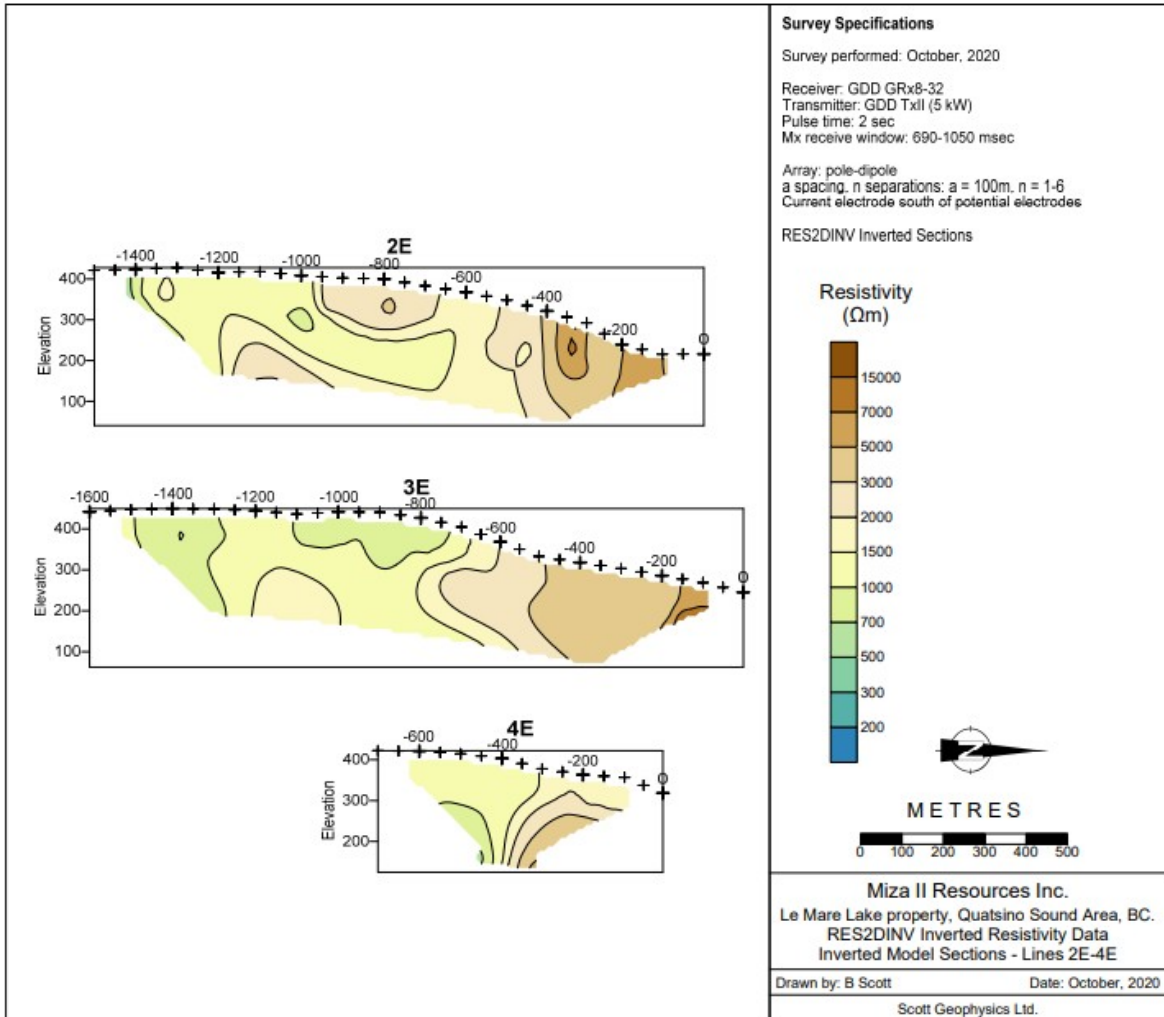 2E
-1400
-1200
-1000
-800
-600
-400
-200
0
400
300
200
100
Elevation
3E
-1600
-1400
-1200
-1000
-800
-600
-400
-200
0
400
300
200
100
Elevation
4E
-600
-400
-200
0
400
300
200
Elevation
Survey Specifications
Survey performed: October, 2020
Receiver: GDD GRx8-32
Transmitter: GDD TxII (5 kW)
Pulse time: 2 sec
Mx receive window: 690-1050 msec
Array: pole-dipole
a spacing, n separations: a = 100m, n = 1-6
Current electrode south of potential electrodes
RES2DINV Inverted Sections
Resistivity
(Ωm)
15000
7000
5000
3000
2000
1500
1000
700
500
300
200
N
METRES
0 100 200 300 400 500
Miza II Resources Inc.
Le Mare Lake property, Quatsino Sound Area, BC.
RES2DINV Inverted Resistivity Data
Inverted Model Sections - Lines 2E-4E
Drawn by: B Scott Date: October, 2020
Scott Geophysics Ltd.